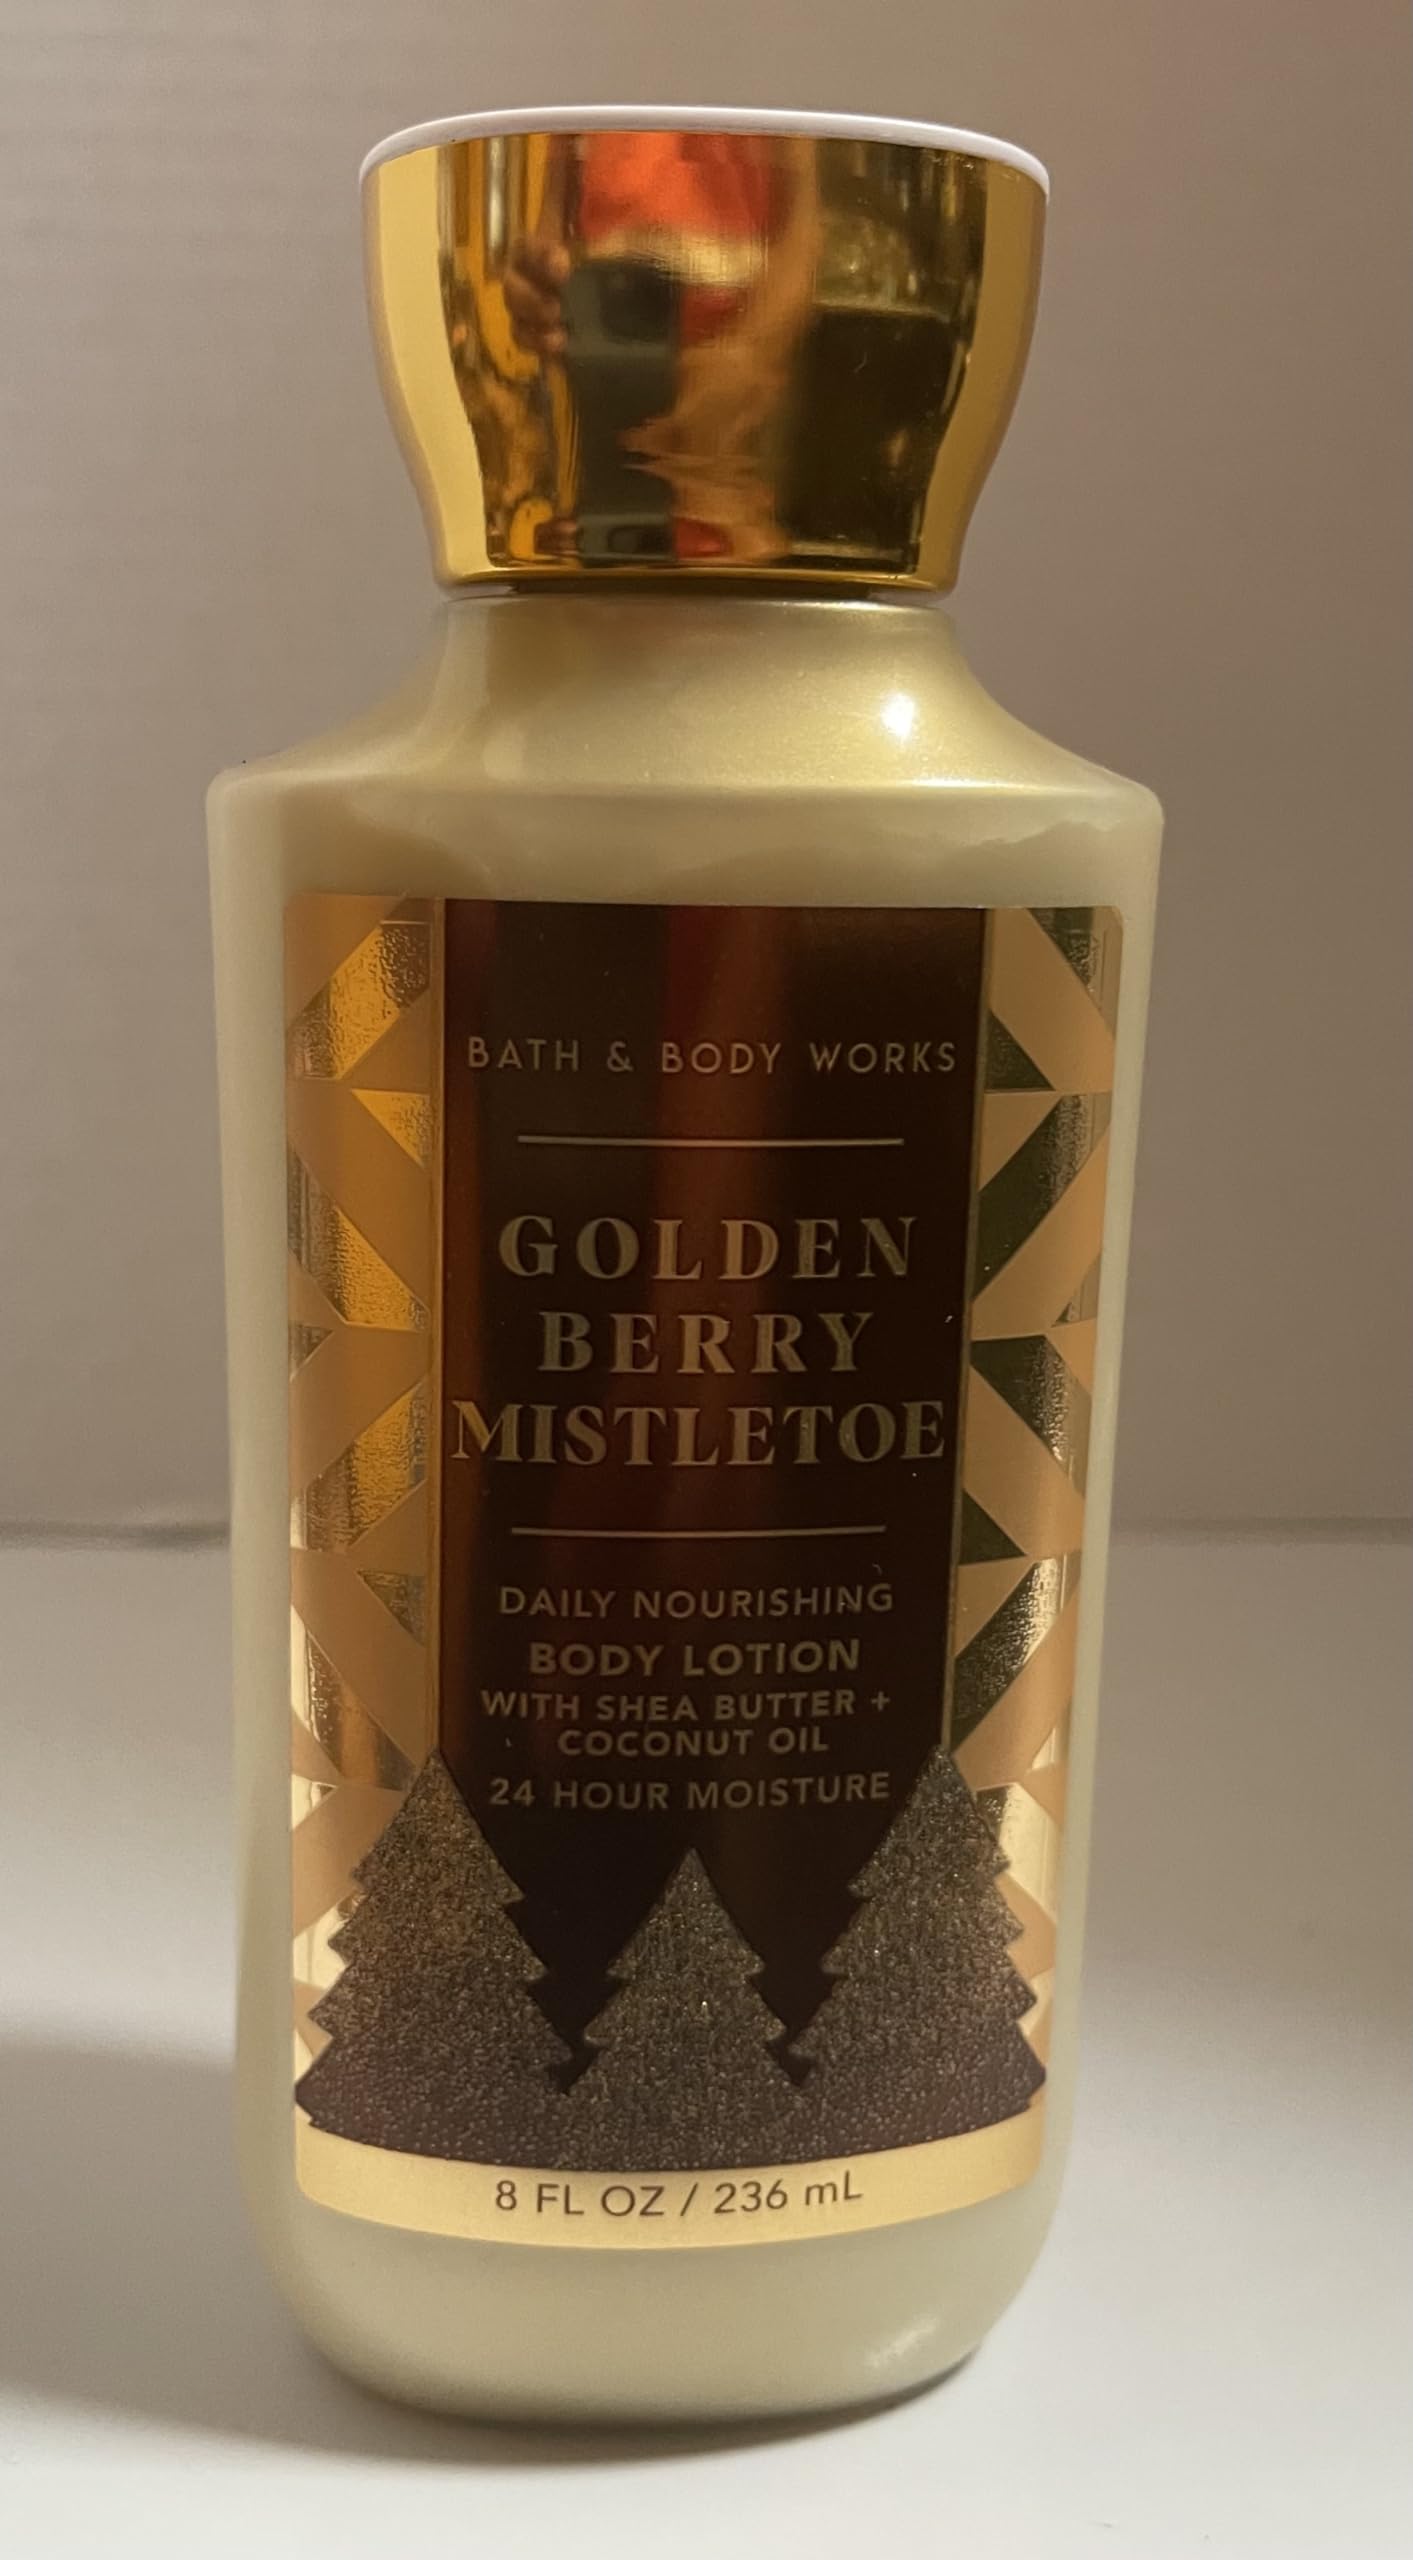 BATH & BODY WORKS
GOLDEN
BERRY
MISTLETOE
DAILY NOURISHING
BODY LOTION
WITH SHEA BUTTER +
COCONUT OIL
24 HOUR MOISTURE
8 FL OZ / 236 mL